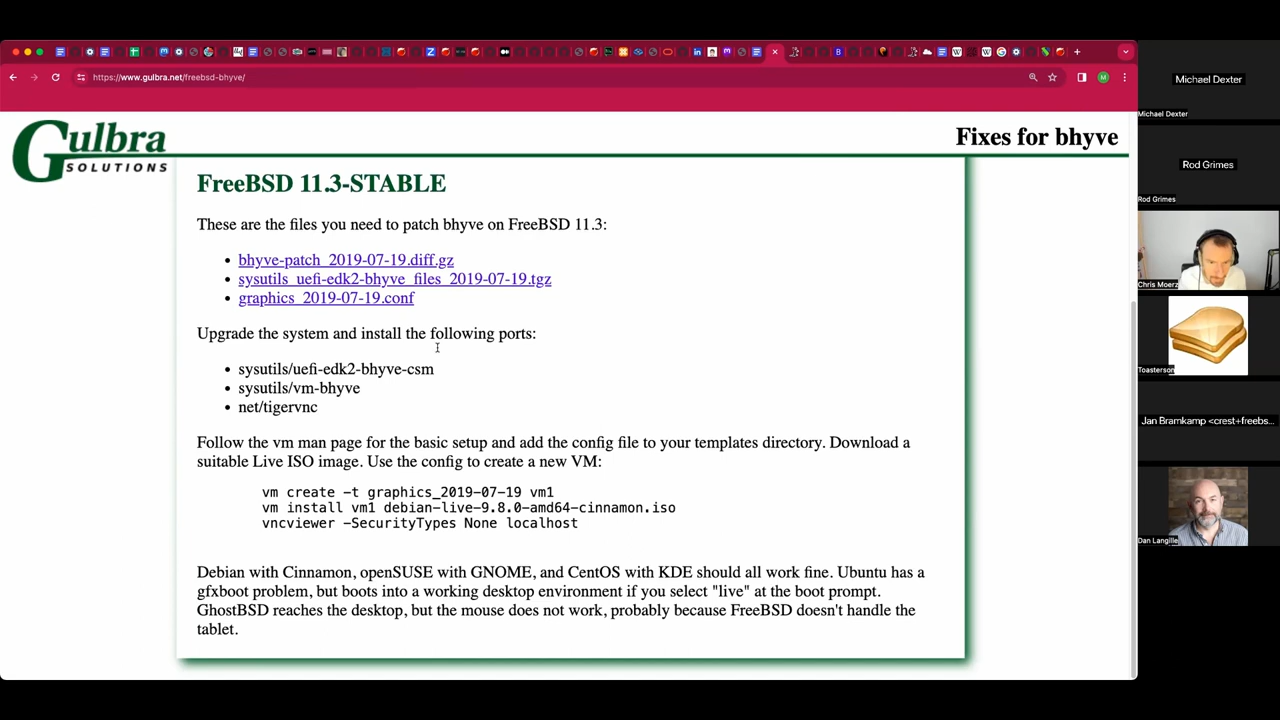 https://www.gulbra.net/freebsd-bhyve/
Gulbra
SOLUTIONS
Fixes for bhyve
FreeBSD 11.3-STABLE
These are the files you need to patch bhyve on FreeBSD 11.3:
• bhyve-patch_2019-07-19.diff.gz
• sysutils_uefi-edk2-bhyve_files_2019-07-19.tgz
• graphics_2019-07-19.conf
Upgrade the system and install the following ports:
• sysutils/uefi-edk2-bhyve-csm
• sysutils/vm-bhyve
• net/tigervnc
Follow the vm man page for the basic setup and add the config file to your templates directory. Download a
suitable Live ISO image. Use the config to create a new VM:
vm create -t graphics_2019-07-19 vm1
vm install vm1 debian-live-9.8.0-amd64-cinnamon.iso
vncviewer -SecurityTypes None localhost
Debian with Cinnamon, openSUSE with GNOME, and CentOS with KDE should all work fine. Ubuntu has a
gfxboot problem, but boots into a working desktop environment if you select "live" at the boot prompt.
GhostBSD reaches the desktop, but the mouse does not work, probably because FreeBSD doesn't handle the
tablet.
Michael Dexter
Michael Dexter
Rod Grimes
Rod Grimes
Chris Moerz
Toasterson
Jan Bramkamp <crest+freebs...
Dan Langille